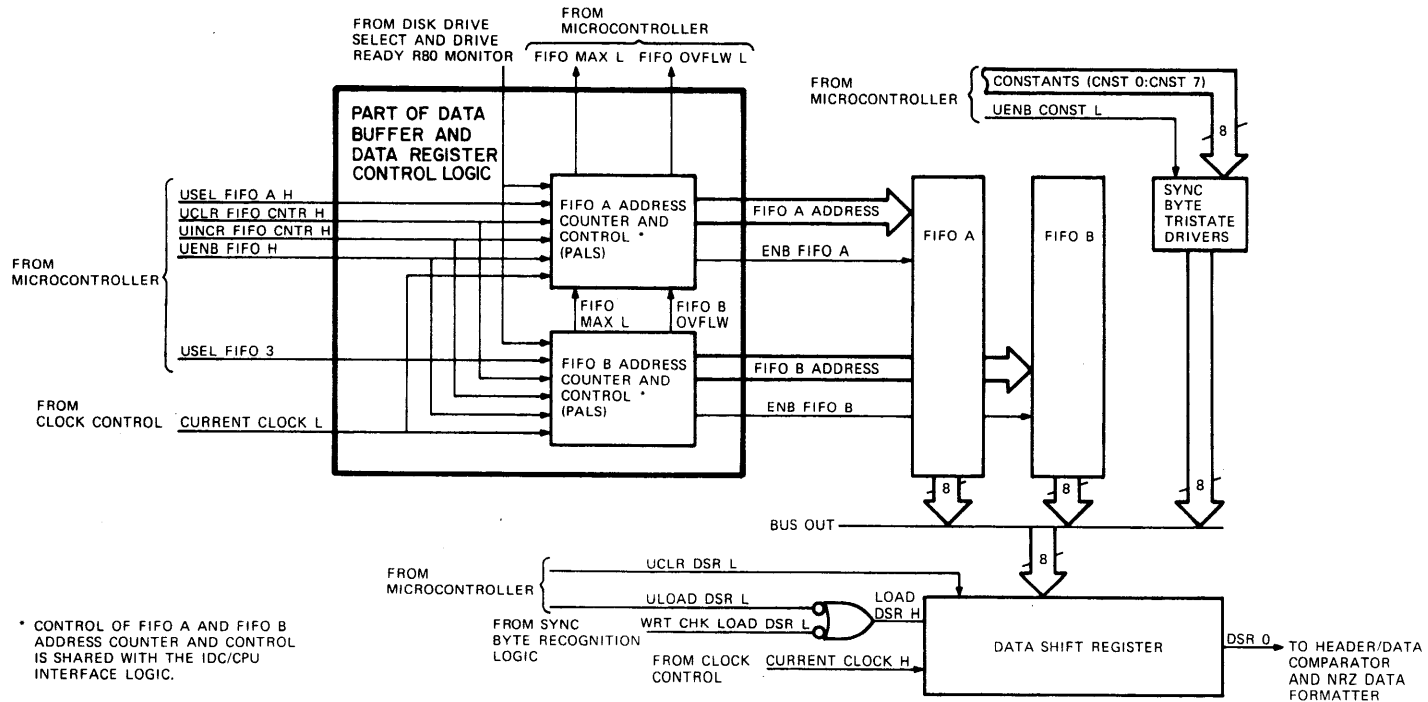 FROM
MICROCONTROLLER
FROM DISK DRIVE
SELECT AND DRIVE
READY R80 MONITOR
FIFO MAX L FIFO OVFLW L
FROM
MICROCONTROLLER
CONSTANTS (CNST 0:CNST 7)
UENB CONST L
8
PART OF DATA
BUFFER AND
DATA REGISTER
CONTROL LOGIC
FROM
MICROCONTROLLER
USEL FIFO A H
UCLR FIFO CNTR H
UINCR FIFO CNTR H
UENB FIFO H
USEL FIFO 3
FROM
CLOCK CONTROL
CURRENT CLOCK L
FIFO A ADDRESS
COUNTER AND
CONTROL *
(PALS)
FIFO
MAX L
FIFO B
OVFLW
FIFO B ADDRESS
COUNTER AND
CONTROL *
(PALS)
FIFO A ADDRESS
ENB FIFO A
FIFO B ADDRESS
ENB FIFO B
FIFO A
FIFO B
SYNC
BYTE
TRISTATE
DRIVERS
8
8
8
BUS OUT
8
FROM
MICROCONTROLLER
UCLR DSR L
ULOAD DSR L
FROM SYNC
BYTE RECOGNITION
LOGIC
WRT CHK LOAD DSR L
LOAD
DSR H
FROM CLOCK
CONTROL
CURRENT CLOCK H
DATA SHIFT REGISTER
DSR 0
TO HEADER/DATA
COMPARATOR
AND NRZ DATA
FORMATTER
* CONTROL OF FIFO A AND FIFO B
ADDRESS COUNTER AND CONTROL
IS SHARED WITH THE IDC/CPU
INTERFACE LOGIC.